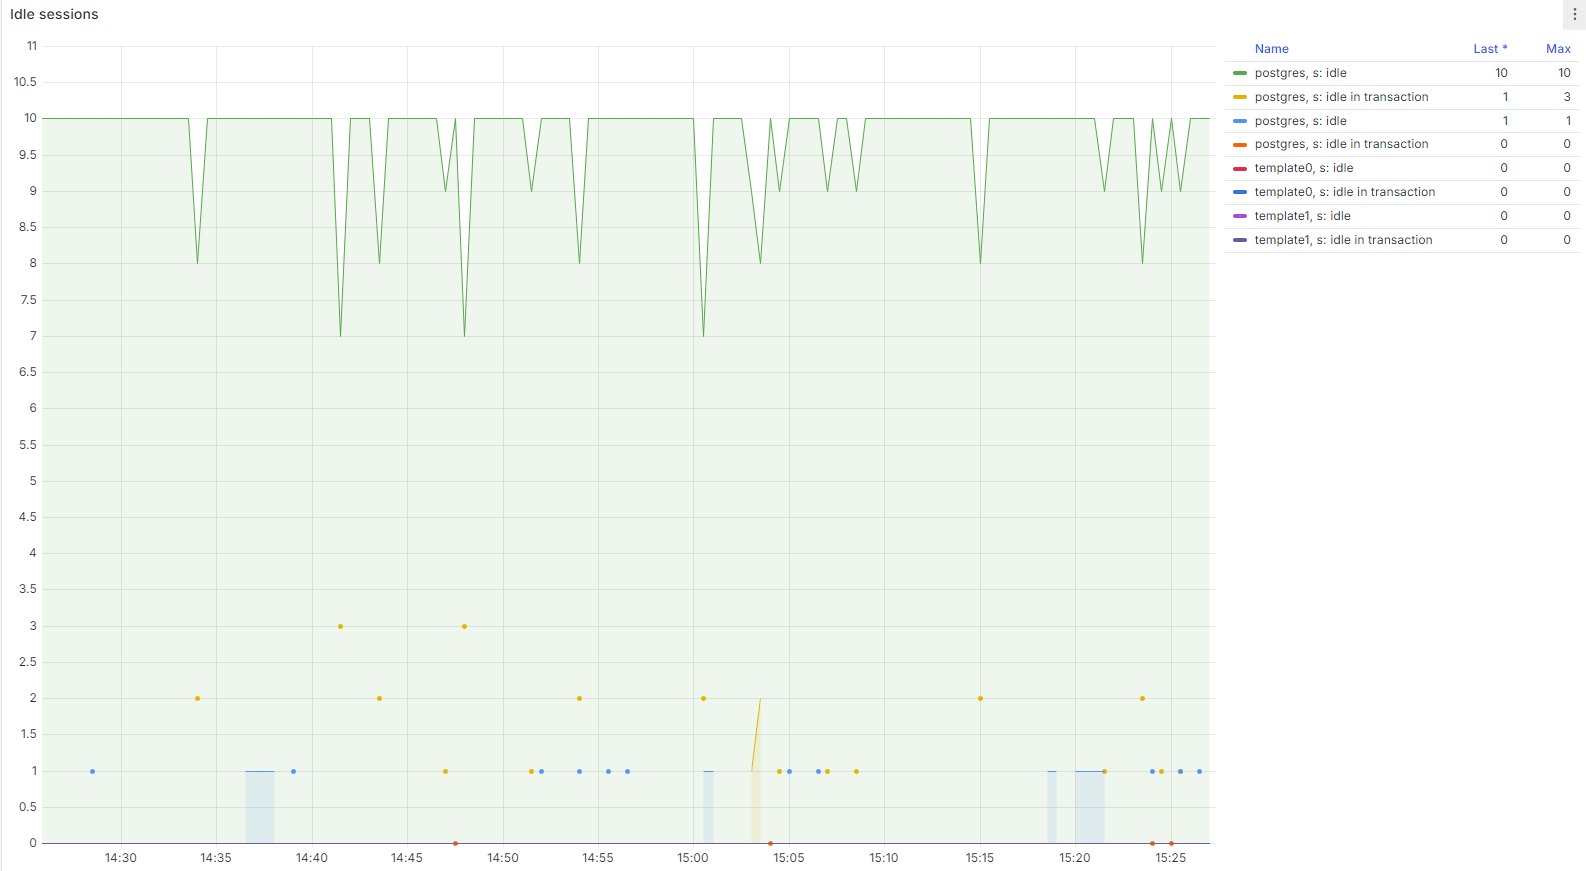 Idle sessions
11
10.5
10
9.5
9
8.5
8
7.5
7
6.5
6
5.5
5
4.5
4
3.5
3
2.5
2
1.5
1
0.5
0
14:30 14:35 14:40 14:45 14:50 14:55 15:00 15:05 15:10 15:15 15:20 15:25
Name Last * Max
postgres, s: idle 10 10
postgres, s: idle in transaction 1 3
postgres, s: idle 1 1
postgres, s: idle in transaction 0 0
template0, s: idle 0 0
template0, s: idle in transaction 0 0
template1, s: idle 0 0
template1, s: idle in transaction 0 0